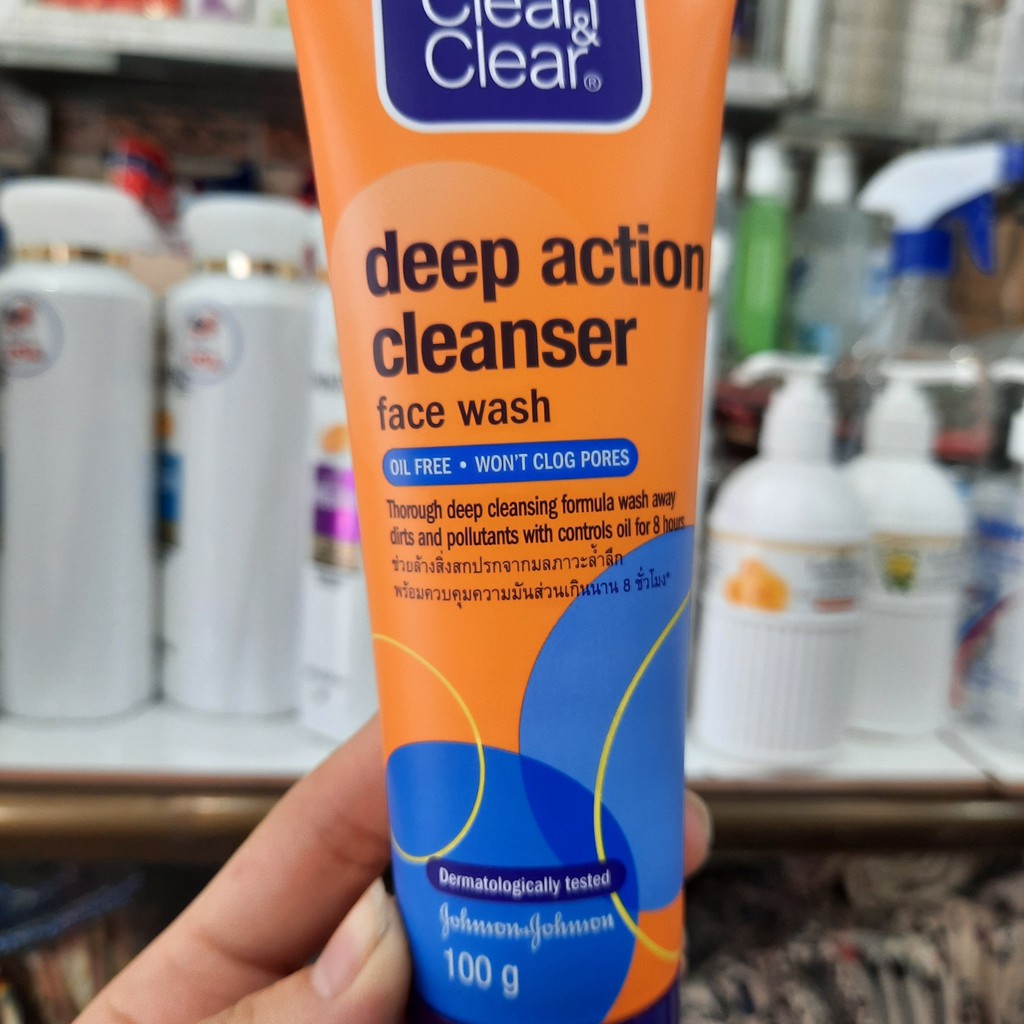 Clean
&
Clear®
deep action
cleanser
face wash
OIL FREE • WON'T CLOG PORES
Thorough deep cleansing formula wash away
dirts and pollutants with controls oil for 8 hours
ช่วยล้างสิ่งสกปรกจากมลภาวะล้ำลึก
พร้อมควบคุมความมันส่วนเกินนาน 8 ชั่วโมง*
Dermatologically tested
Johnson+Johnson
100 g